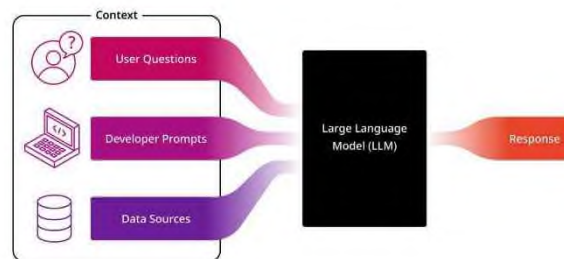 Context
?
User Questions
</>
Developer Prompts
Data Sources
Large Language
Model (LLM)
Response